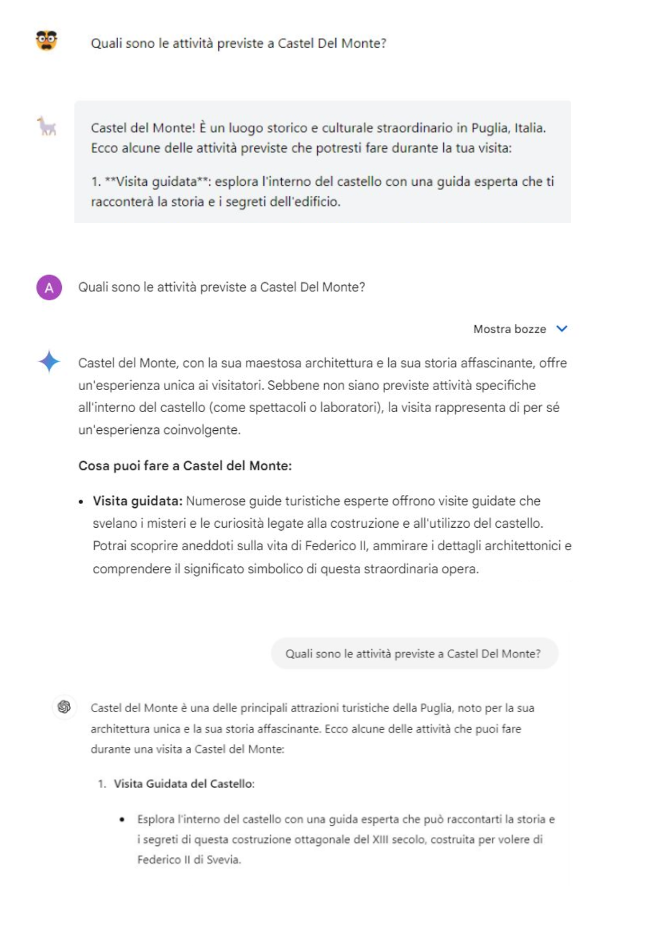 Quali sono le attività previste a Castel Del Monte?
Castel del Monte! È un luogo storico e culturale straordinario in Puglia, Italia.
Ecco alcune delle attività previste che potresti fare durante la tua visita:
1. **Visita guidata**: esplora l'interno del castello con una guida esperta che ti
racconterà la storia e i segreti dell'edificio.
A
Quali sono le attività previste a Castel Del Monte?
Mostra bozze
Castel del Monte, con la sua maestosa architettura e la sua storia affascinante, offre
un'esperienza unica ai visitatori. Sebbene non siano previste attività specifiche
all'interno del castello (come spettacoli o laboratori), la visita rappresenta di per sé
un'esperienza coinvolgente.
Cosa puoi fare a Castel del Monte:
• Visita guidata: Numerose guide turistiche esperte offrono visite guidate che
svelano i misteri e le curiosità legate alla costruzione e all'utilizzo del castello.
Potrai scoprire aneddoti sulla vita di Federico II, ammirare i dettagli architettonici e
comprendere il significato simbolico di questa straordinaria opera.
Quali sono le attività previste a Castel Del Monte?
Castel del Monte è una delle principali attrazioni turistiche della Puglia, noto per la sua
architettura unica e la sua storia affascinante. Ecco alcune delle attività che puoi fare
durante una visita a Castel del Monte:
1. Visita Guidata del Castello:
• Esplora l'interno del castello con una guida esperta che può raccontarti la storia e
i segreti di questa costruzione ottagonale del XIII secolo, costruita per volere di
Federico II di Svevia.